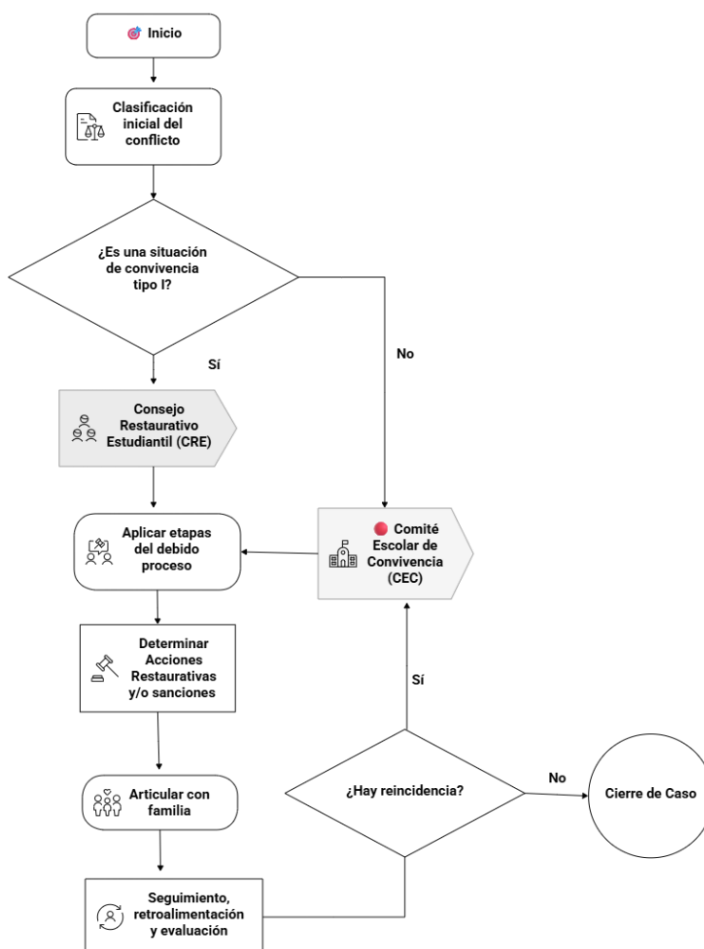 Inicio
Clasificación
inicial del
conflicto
¿Es una situación
de convivencia
tipo I?
Sí
No
Consejo
Restaurativo
Estudiantil (CRE)
Aplicar etapas
del debido
proceso
Comité
Escolar de
Convivencia
(CEC)
Determinar
Acciones
Restaurativas
y/o sanciones
Sí
Articular con
familia
¿Hay reincidencia?
No
Cierre de Caso
Seguimiento,
retroalimentación
y evaluación